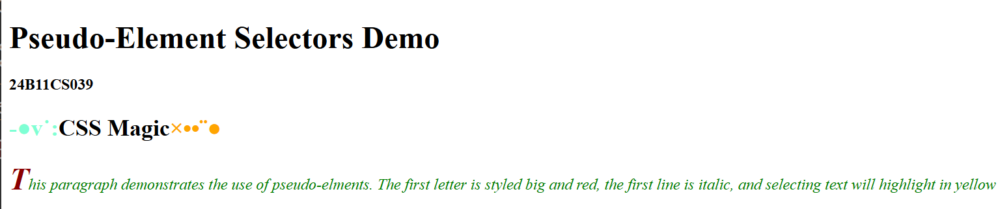 Pseudo-Element Selectors Demo
24B11CS039
-●v˙:CSS Magic×••¨●
This paragraph demonstrates the use of pseudo-elments. The first letter is styled big and red, the first line is italic, and selecting text will highlight in yellow